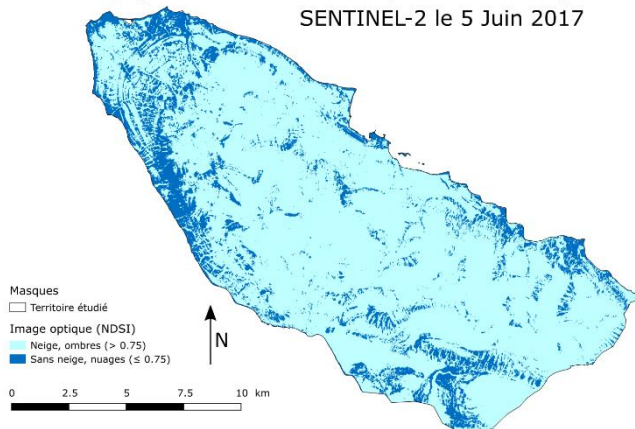 SENTINEL-2 le 5 Juin 2017
Masques
Territoire étudié
Image optique (NDSI)
Neige, ombres (> 0.75)
Sans neige, nuages (≤ 0.75)
N
0 2.5 5 7.5 10 km